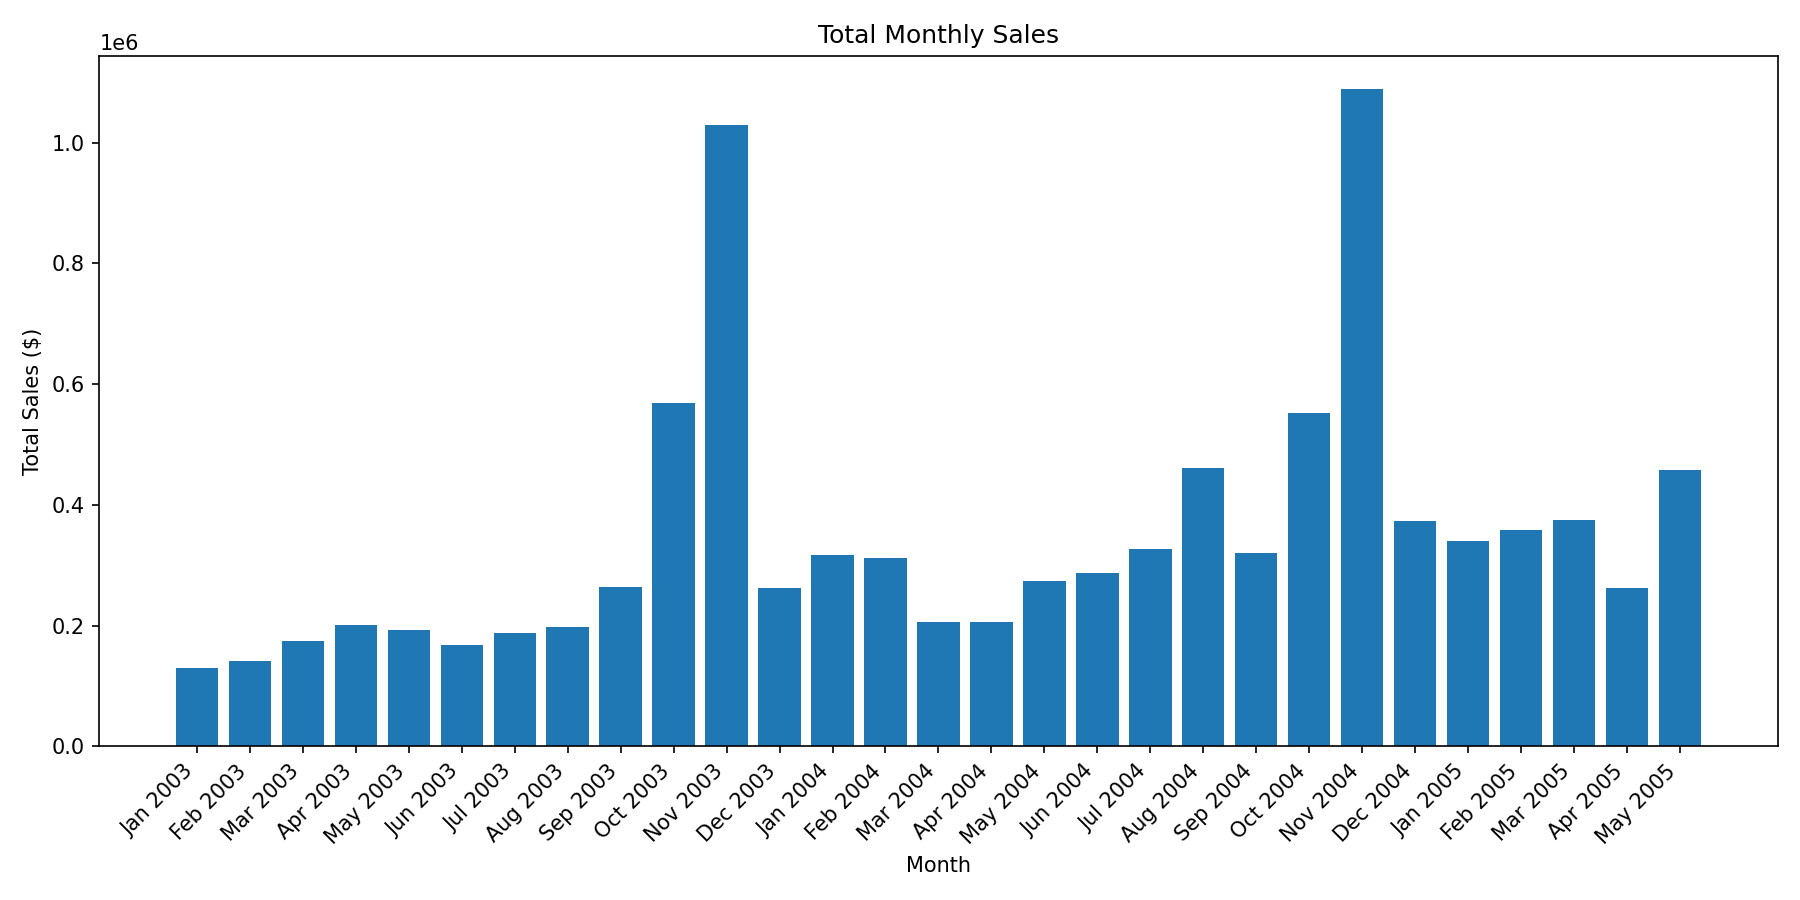 Total Monthly Sales
1e6
1.0
0.8
0.6
0.4
0.2
0.0
Total Sales ($)
Jan 2003
Feb 2003
Mar 2003
Apr 2003
May 2003
Jun 2003
Jul 2003
Aug 2003
Sep 2003
Oct 2003
Nov 2003
Dec 2003
Jan 2004
Feb 2004
Mar 2004
Apr 2004
May 2004
Jun 2004
Jul 2004
Aug 2004
Sep 2004
Oct 2004
Nov 2004
Dec 2004
Jan 2005
Feb 2005
Mar 2005
Apr 2005
May 2005
Month